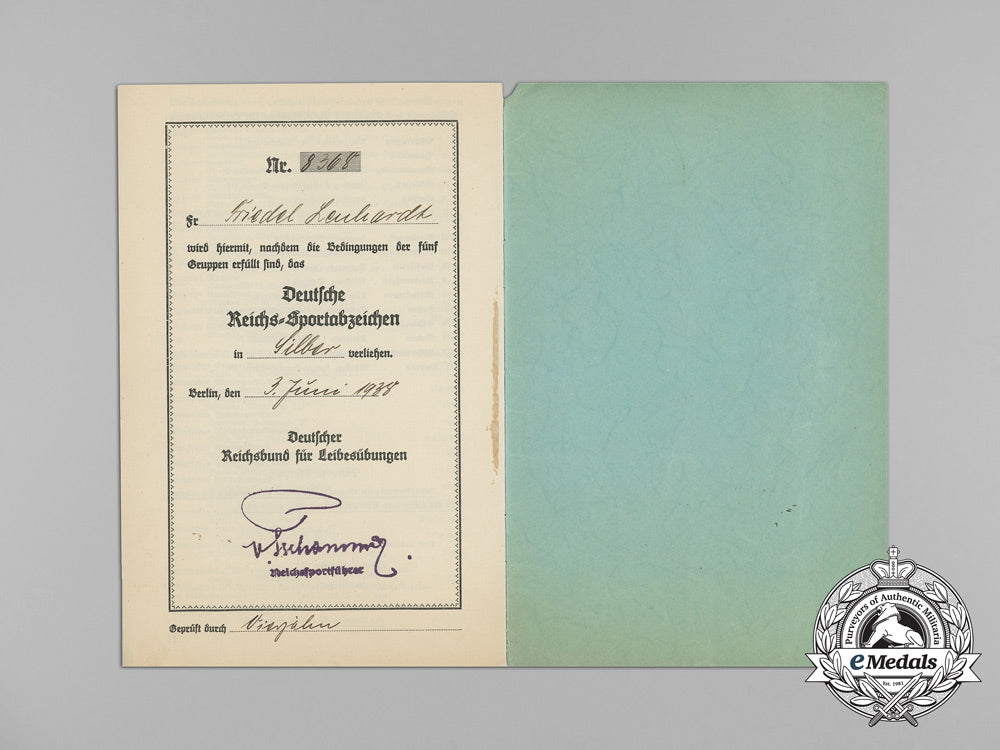 Nr. 8368
Fr Friedel Lenhardt
wird hiermit, nachdem die Bedingungen der fünf
Gruppen erfüllt sind, das
Deutsche
Reichs-Sportabzeichen
in Silber verliehen.
Berlin, den 3. Juni 1938
Deutscher
Reichsbund für Leibesübungen
v. Tschammer
Reichssportführer
Geprüft durch
Purveyors of Authentic Militaria
eMedals
Est. 1981